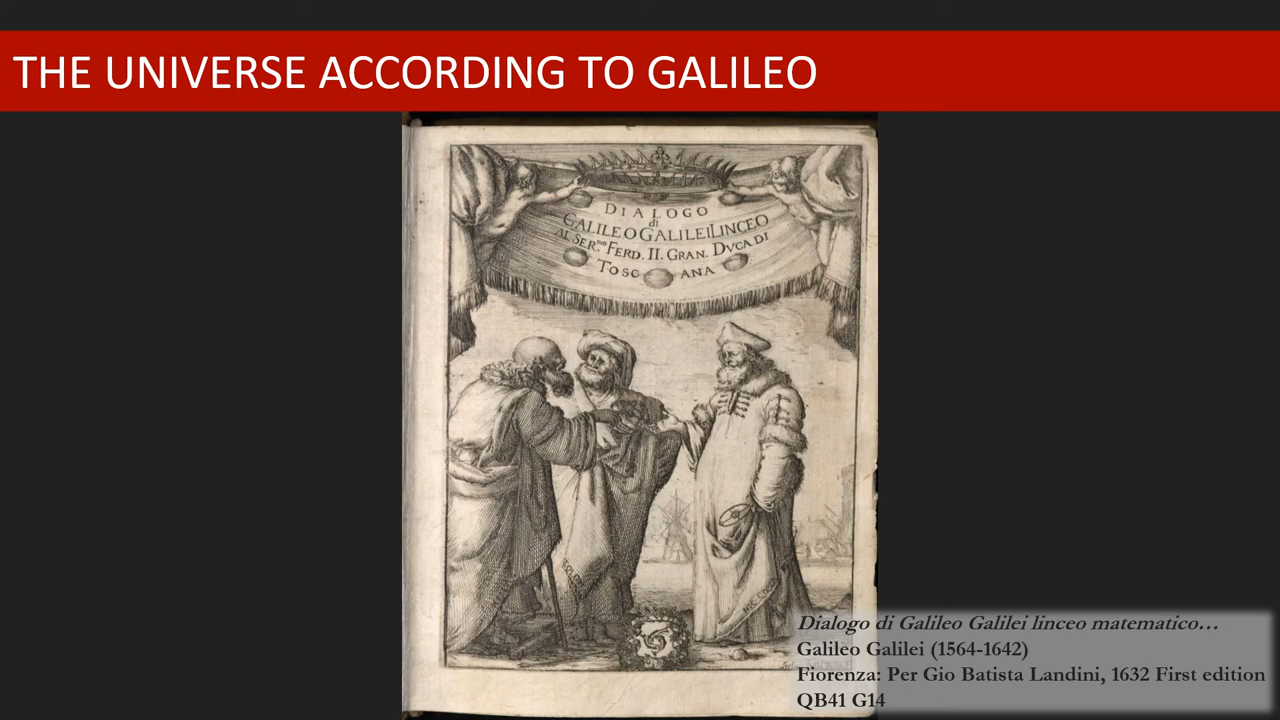 THE UNIVERSE ACCORDING TO GALILEO
DIALOGO
di
GALILEO GALILEI LINCEO
AL SER.mo FERD. II. GRAN. DVCA DI
TOSCANA
Dialogo di Galileo Galilei linceo matematico…
Galileo Galilei (1564-1642)
Fiorenza: Per Gio Batista Landini, 1632 First edition
QB41 G14